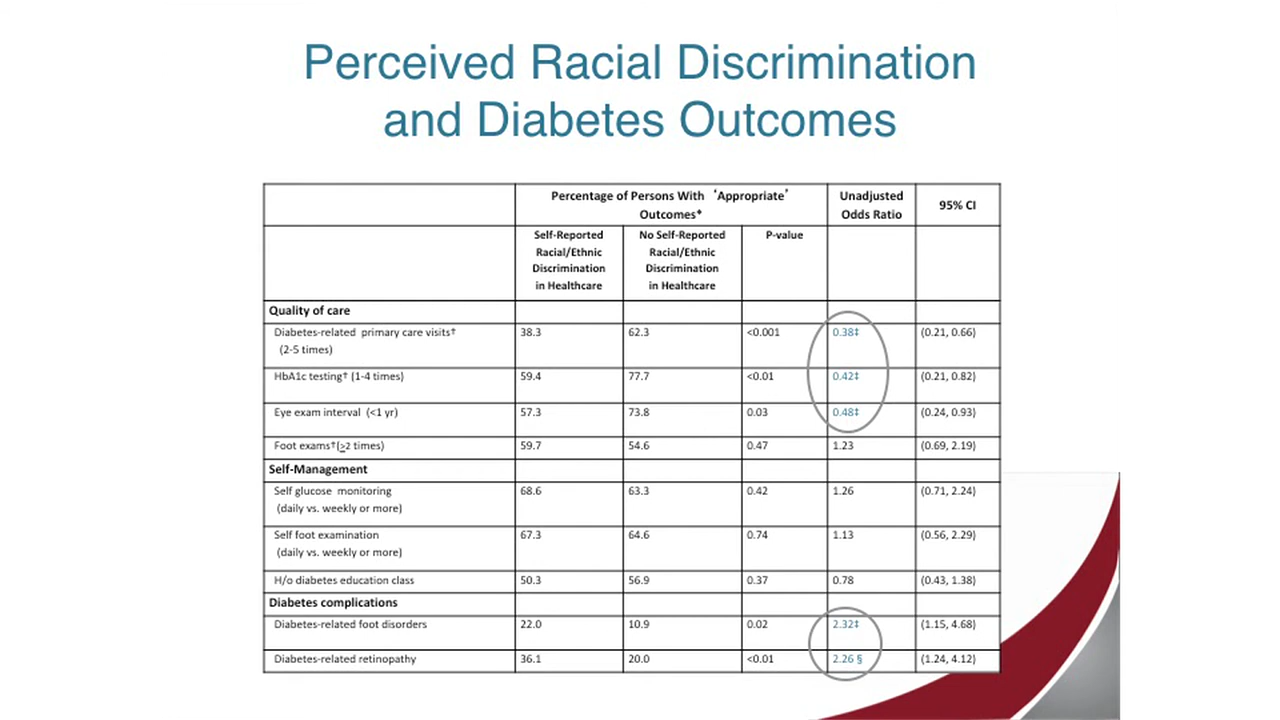 Perceived Racial Discrimination
and Diabetes Outcomes
Percentage of Persons With ‘Appropriate’
Outcomes*
Unadjusted
Odds Ratio
95% CI
Self-Reported
Racial/Ethnic
Discrimination
in Healthcare
No Self-Reported
Racial/Ethnic
Discrimination
in Healthcare
P-value
Quality of care
Diabetes-related primary care visits† 38.3 62.3 <0.001 0.38‡ (0.21, 0.66)
(2-5 times)
HbA1c testing† (1-4 times) 59.4 77.7 <0.01 0.42‡ (0.21, 0.82)
Eye exam interval (<1 yr) 57.3 73.8 0.03 0.48‡ (0.24, 0.93)
Foot exams†(≥2 times) 59.7 54.6 0.47 1.23 (0.69, 2.19)
Self-Management
Self glucose monitoring 68.6 63.3 0.42 1.26 (0.71, 2.24)
(daily vs. weekly or more)
Self foot examination 67.3 64.6 0.74 1.13 (0.56, 2.29)
(daily vs. weekly or more)
H/o diabetes education class 50.3 56.9 0.37 0.78 (0.43, 1.38)
Diabetes complications
Diabetes-related foot disorders 22.0 10.9 0.02 2.32‡ (1.15, 4.68)
Diabetes-related retinopathy 36.1 20.0 <0.01 2.26 § (1.24, 4.12)